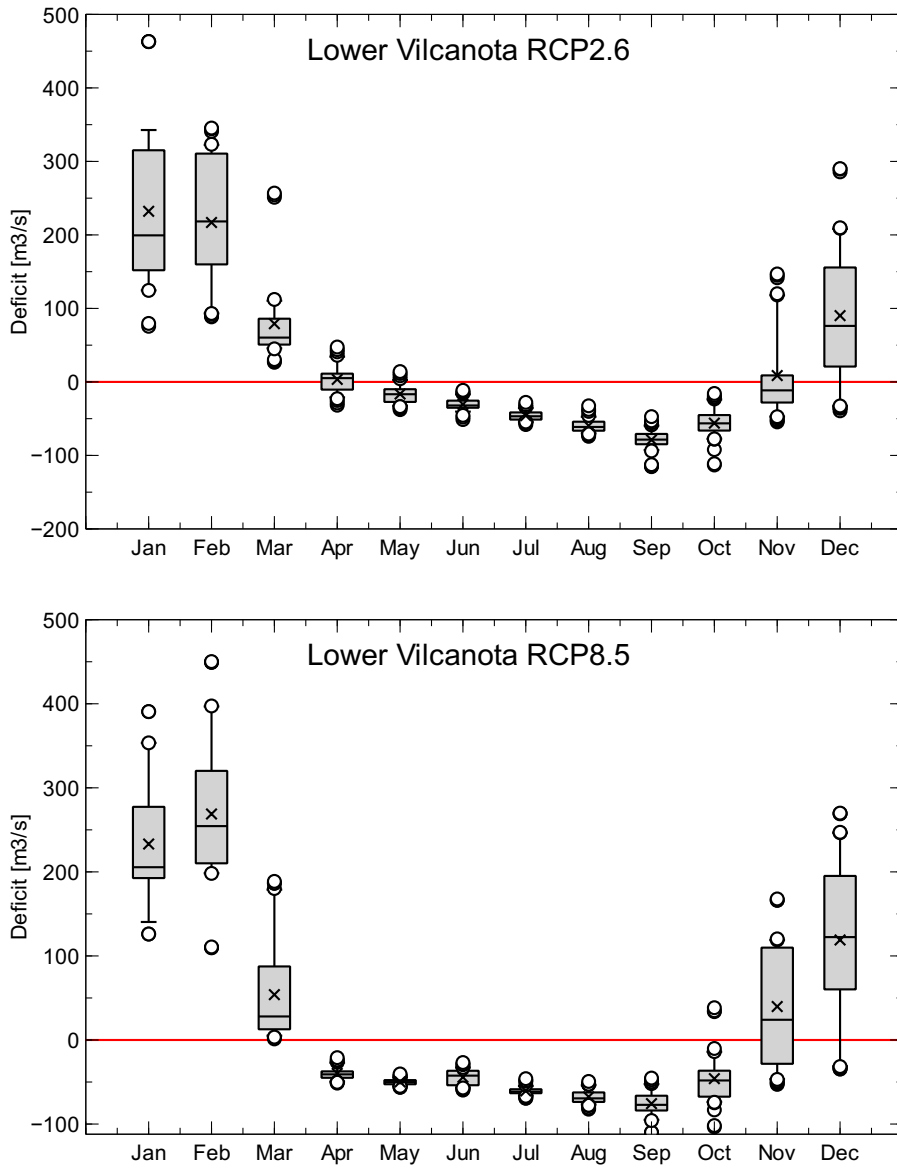 Lower Vilcanota RCP2.6
Deficit [m3/s]
500
400
300
200
100
0
−100
−200
Jan Feb Mar Apr May Jun Jul Aug Sep Oct Nov Dec
Lower Vilcanota RCP8.5
Deficit [m3/s]
500
400
300
200
100
0
−100
Jan Feb Mar Apr May Jun Jul Aug Sep Oct Nov Dec